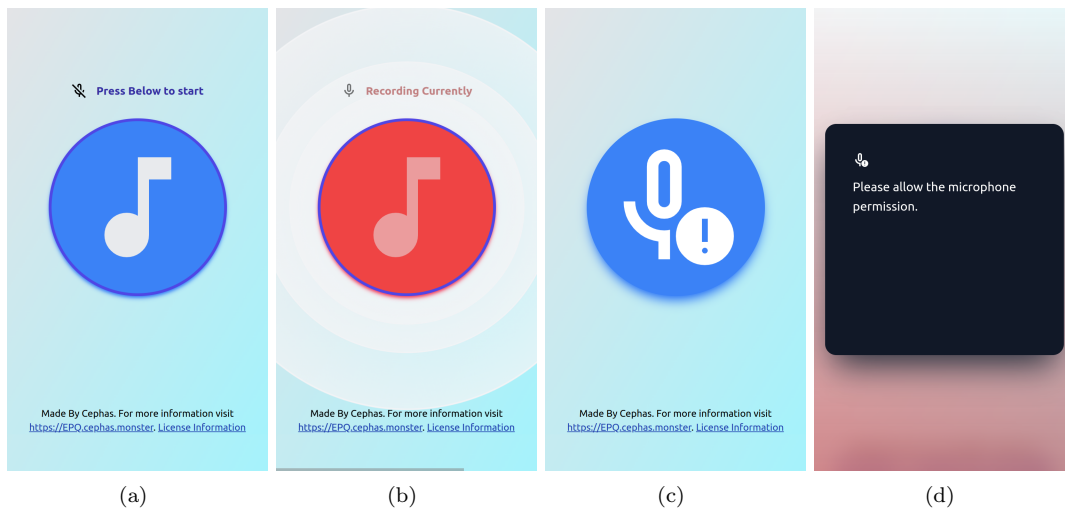 Press Below to start
Made By Cephas. For more information visit
https://EPQ.cephas.monster. License Information
(a)
Recording Currently
Made By Cephas. For more information visit
https://EPQ.cephas.monster. License Information
(b)
!
Made By Cephas. For more information visit
https://EPQ.cephas.monster. License Information
(c)
Please allow the microphone
permission.
(d)